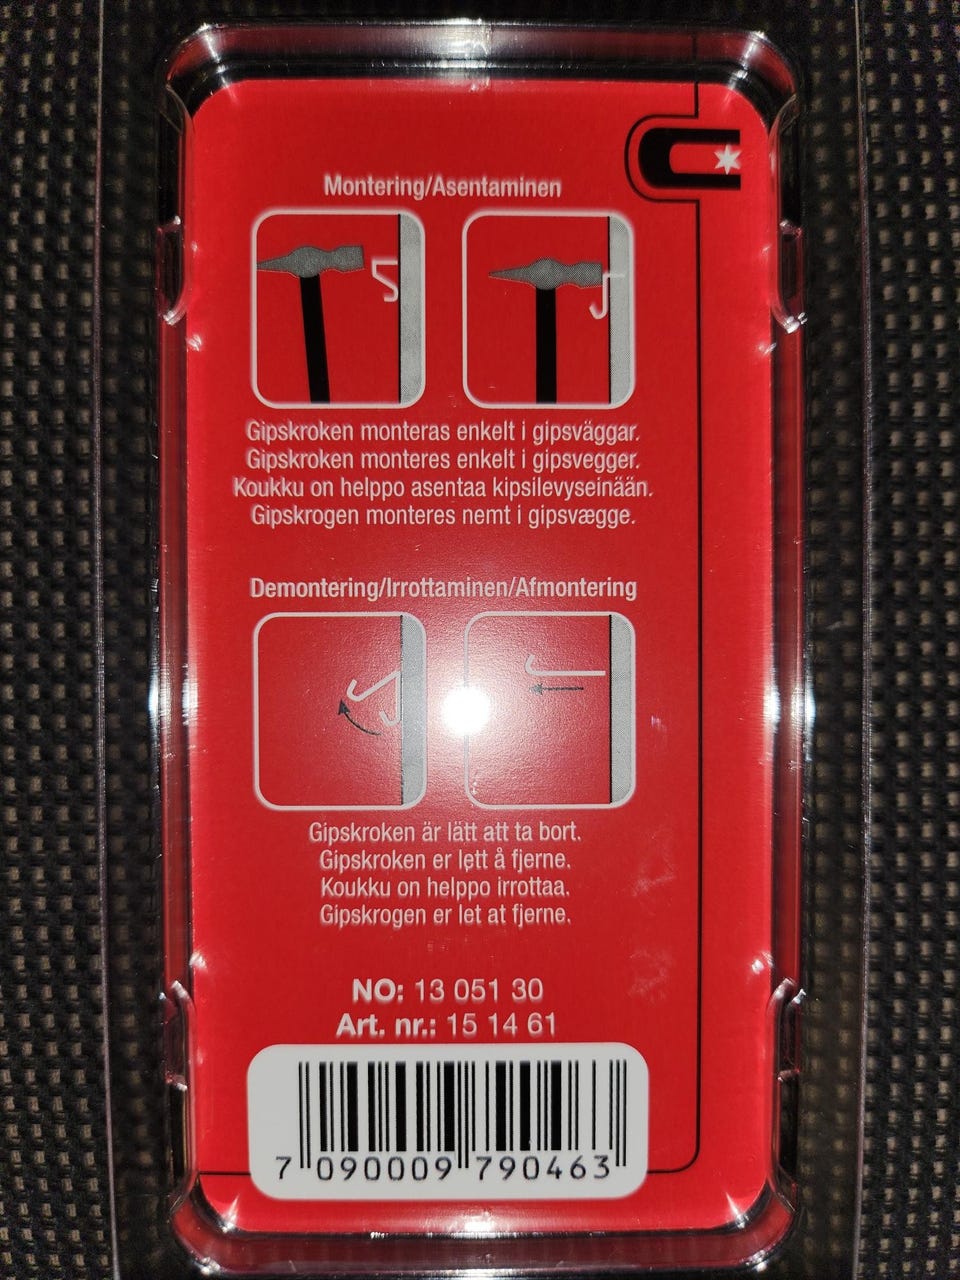 Montering/Asentaminen
Gipskroken monteras enkelt i gipsväggar.
Gipskroken monteres enkelt i gipsvegger.
Koukku on helppo asentaa kipsilevyseinään.
Gipskrogen monteres nemt i gipsvægge.
Demontering/Irrottaminen/Afmontering
Gipskroken är lätt att ta bort.
Gipskroken er lett å fjerne.
Koukku on helppo irrottaa.
Gipskrogen er let at fjerne.
NO: 13 051 30
Art. nr.: 15 14 61
7 090009 790463